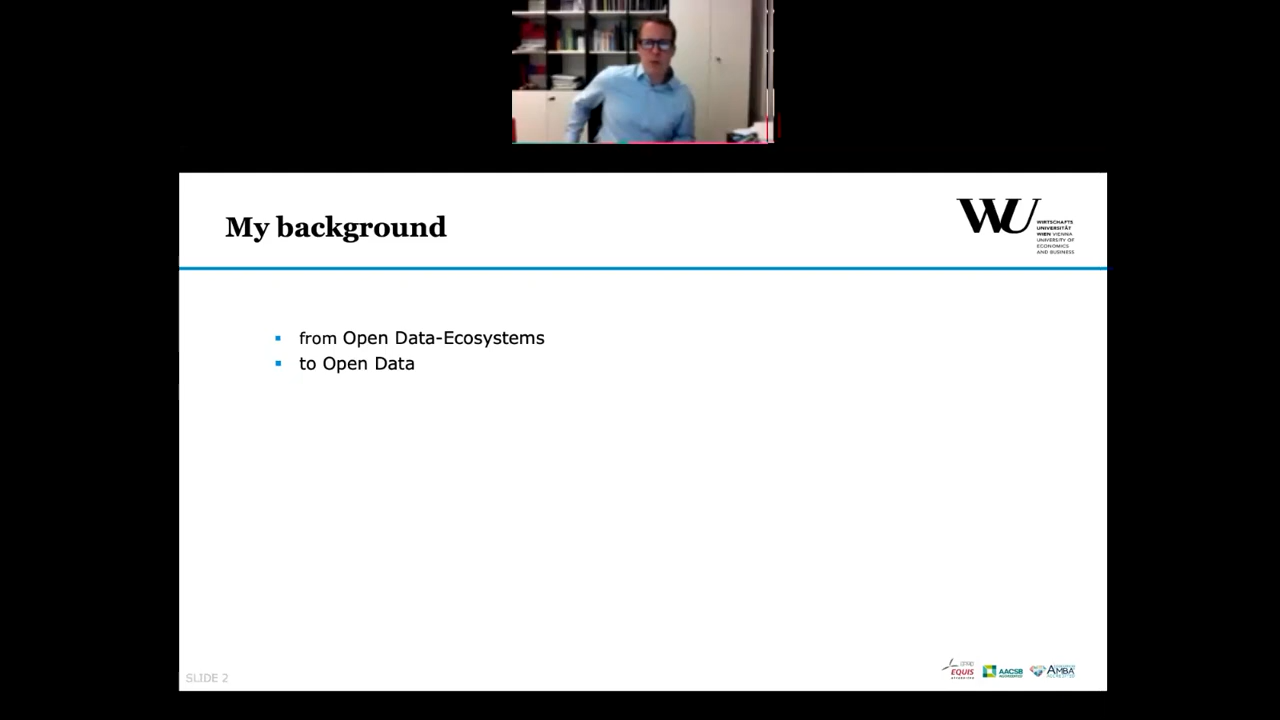 My background
WU
WIRTSCHAFTS
UNIVERSITÄT
WIEN VIENNA
UNIVERSITY OF
ECONOMICS
AND BUSINESS
from Open Data-Ecosystems
to Open Data
SLIDE 2
EQUIS
AACSB
AMBA